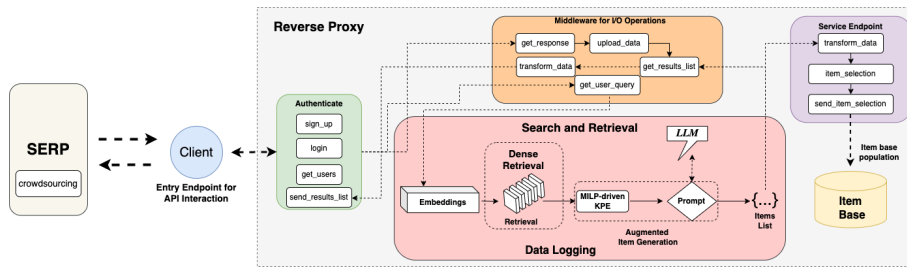 Reverse Proxy
Middleware for I/O Operations
get_response
upload_data
transform_data
get_results_list
get_user_query
Service Endpoint
transform_data
item_selection
send_item_selection
Item base
population
Item
Base
SERP
crowdsourcing
Client
Entry Endpoint for
API Interaction
Authenticate
sign_up
login
get_users
send_results_list
Search and Retrieval
LLM
Dense
Retrieval
Embeddings
Retrieval
MILP-driven
KPE
Prompt
{...}
Items
List
Augmented
Item Generation
Data Logging